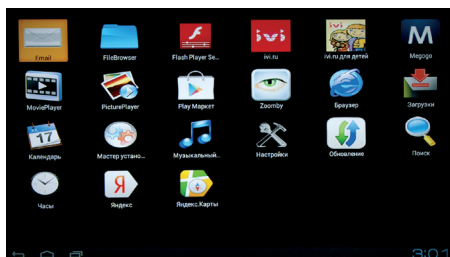 Email FileBrowser Flash Player Se... ivi.ru ivi.ru для детей Megogo
MoviePlayer PicturePlayer Play Маркет Zoomby Браузер Загрузки
Календарь Мастер устано... Музыкальный... Настройки Обновление Поиск
Часы Яндекс Яндекс.Карты
3:01